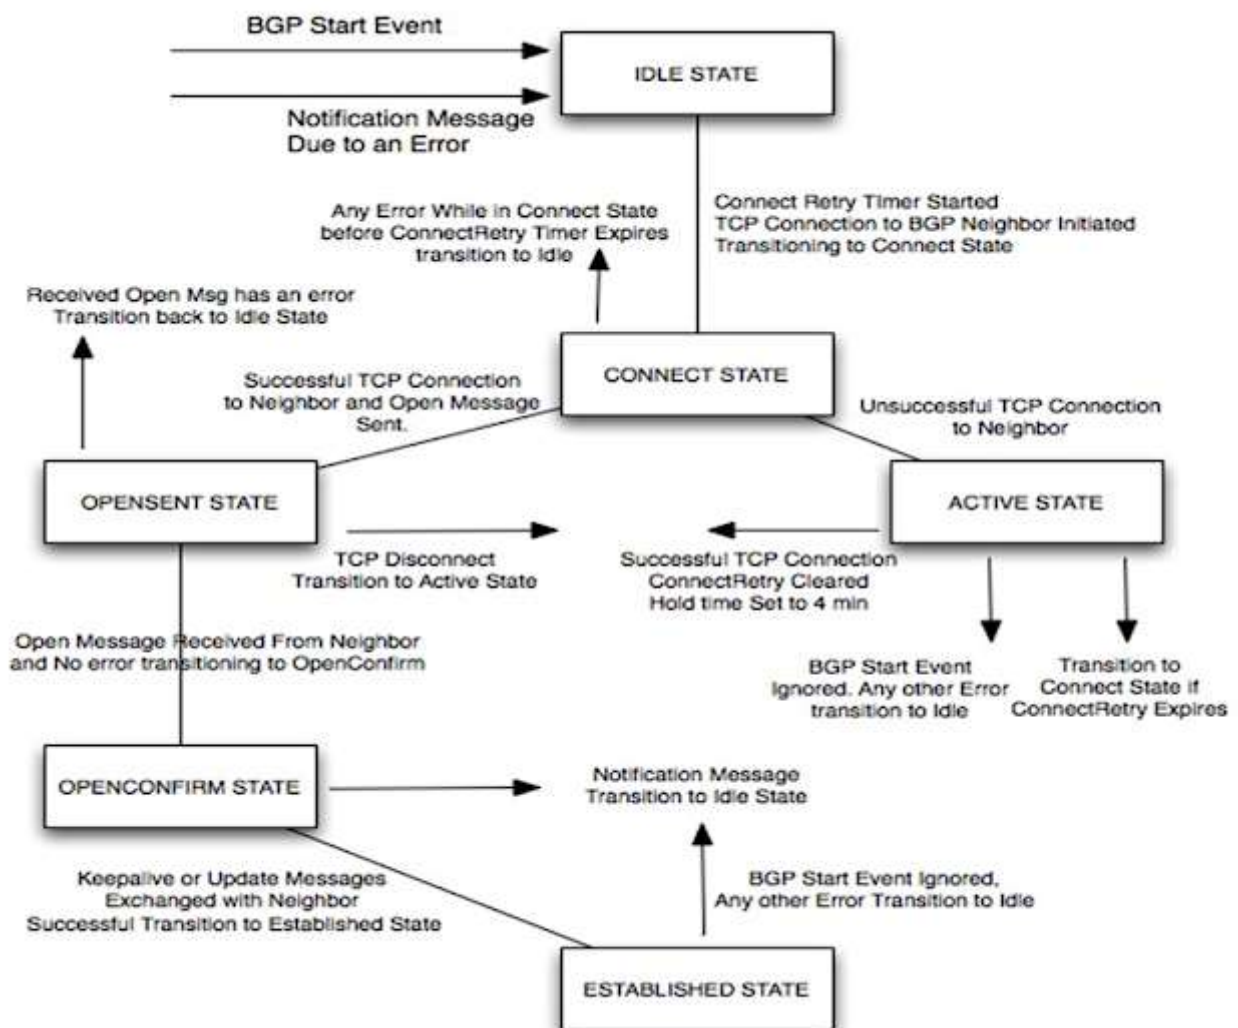 BGP Start Event
IDLE STATE
Notification Message
Due to an Error
Any Error While in Connect State
before ConnectRetry Timer Expires
transition to Idle
Connect Retry TImer Started
TCP Connection to BGP Neighbor Initiated
Transitioning to Connect State
Received Open Msg has an error
Transition back to Idle State
CONNECT STATE
Successful TCP Connection
to Neighbor and Open Message
Sent.
Unsuccessful TCP Connection
to Neighbor
OPENSENT STATE
ACTIVE STATE
TCP Disconnect
Transition to Active State
Successful TCP Connection
ConnectRetry Cleared
Hold time Set to 4 min
Open Message Received From Neighbor
and No error transitioning to OpenConfirm
BGP Start Event
Ignored. Any other Error
transition to Idle
Transition to
Connect State if
ConnectRetry Expires
OPENCONFIRM STATE
Notification Message
Transition to Idle State
Keepalive or Update Messages
Exchanged with Neighbor
Successful Transition to Established State
BGP Start Event Ignored,
Any other Error Transition to Idle
ESTABLISHED STATE